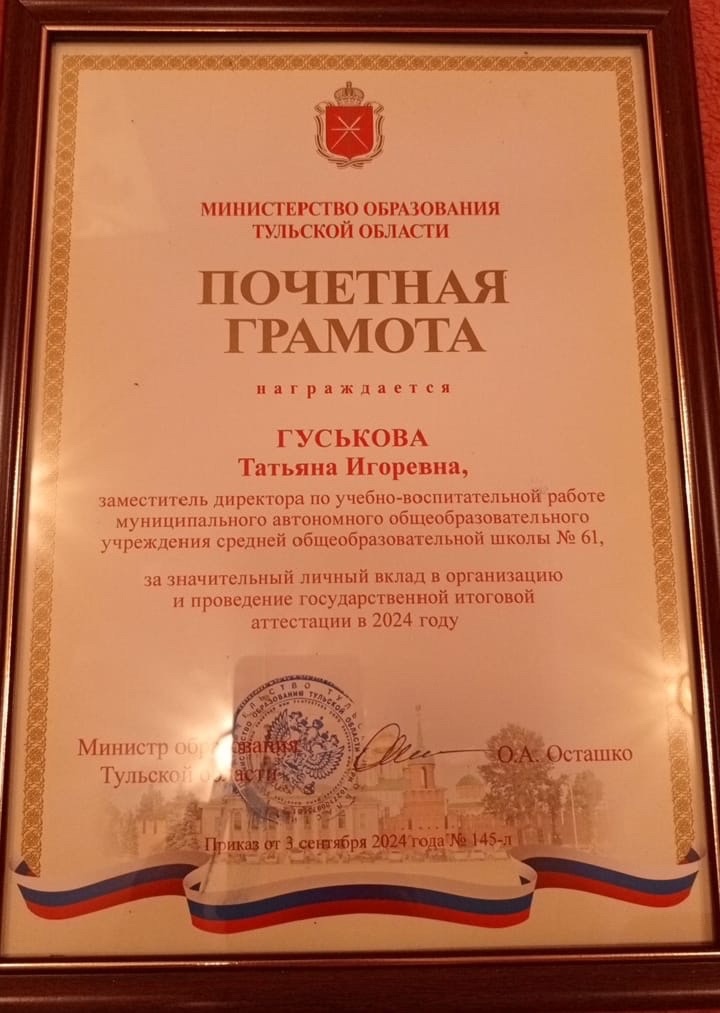 МИНИСТЕРСТВО ОБРАЗОВАНИЯ
ТУЛЬСКОЙ ОБЛАСТИ
ПОЧЕТНАЯ
ГРАМОТА
награждается
ГУСЬКОВА
Татьяна Игоревна,
заместитель директора по учебно-воспитательной работе
муниципального автономного общеобразовательного
учреждения средней общеобразовательной школы № 61,
за значительный личный вклад в организацию
и проведение государственной итоговой
аттестации в 2024 году
Министр образования
Тульской области
О.А. Осташко
Приказ от 3 сентября 2024 года № 145-л